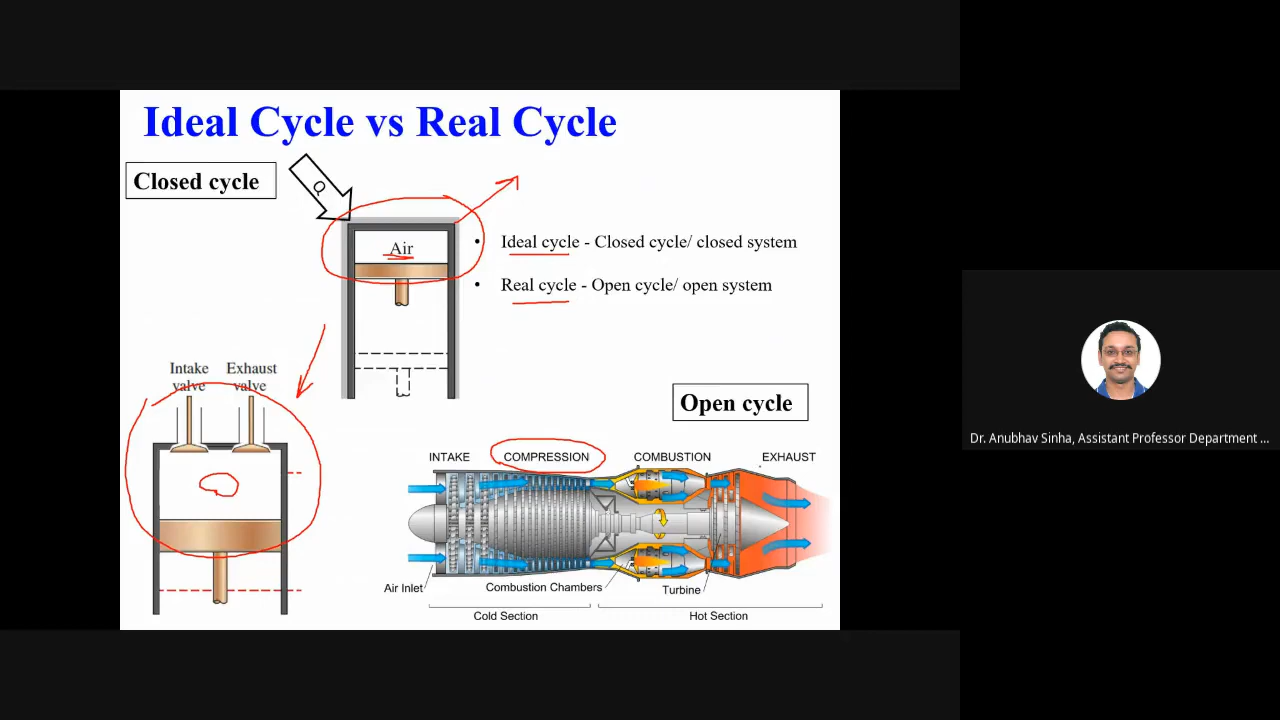 Ideal Cycle vs Real Cycle
Closed cycle
Q
Air
• Ideal cycle - Closed cycle/ closed system
• Real cycle - Open cycle/ open system
Intake valve
Exhaust valve
Open cycle
INTAKE
COMPRESSION
COMBUSTION
EXHAUST
Air Inlet
Combustion Chambers
Turbine
Cold Section
Hot Section
Dr. Anubhav Sinha, Assistant Professor Department ...